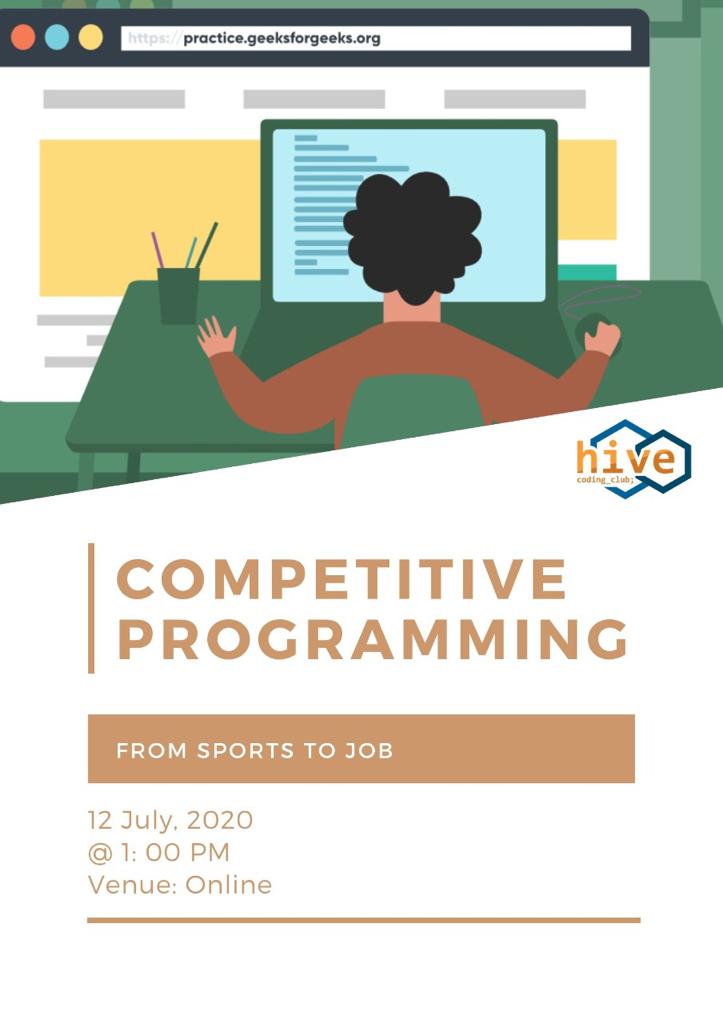 https://practice.geeksforgeeks.org
hive
coding_club;
COMPETITIVE
PROGRAMMING
FROM SPORTS TO JOB
12 July, 2020
@ 1: 00 PM
Venue: Online